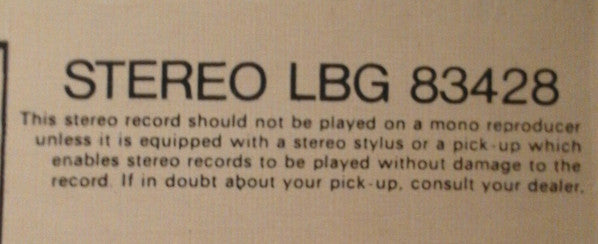 STEREO LBG 83428
This stereo record should not be played on a mono reproducer
unless it is equipped with a stereo stylus or a pick-up which
enables stereo records to be played without damage to the
record. If in doubt about your pick-up, consult your dealer.